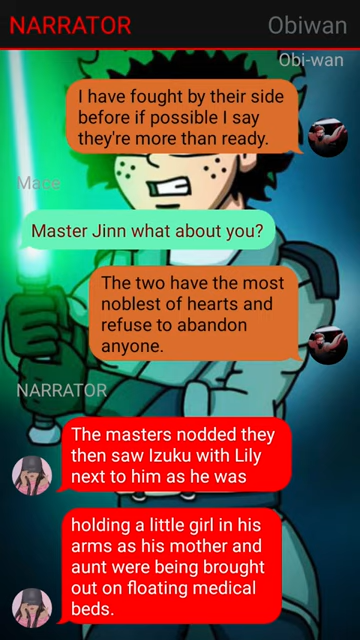 NARRATOR
Obiwan
Obi-wan
I have fought by their side
before if possible I say
they're more than ready.
Mace
Master Jinn what about you?
The two have the most
noblest of hearts and
refuse to abandon
anyone.
NARRATOR
The masters nodded they
then saw Izuku with Lily
next to him as he was
holding a little girl in his
arms as his mother and
aunt were being brought
out on floating medical
beds.